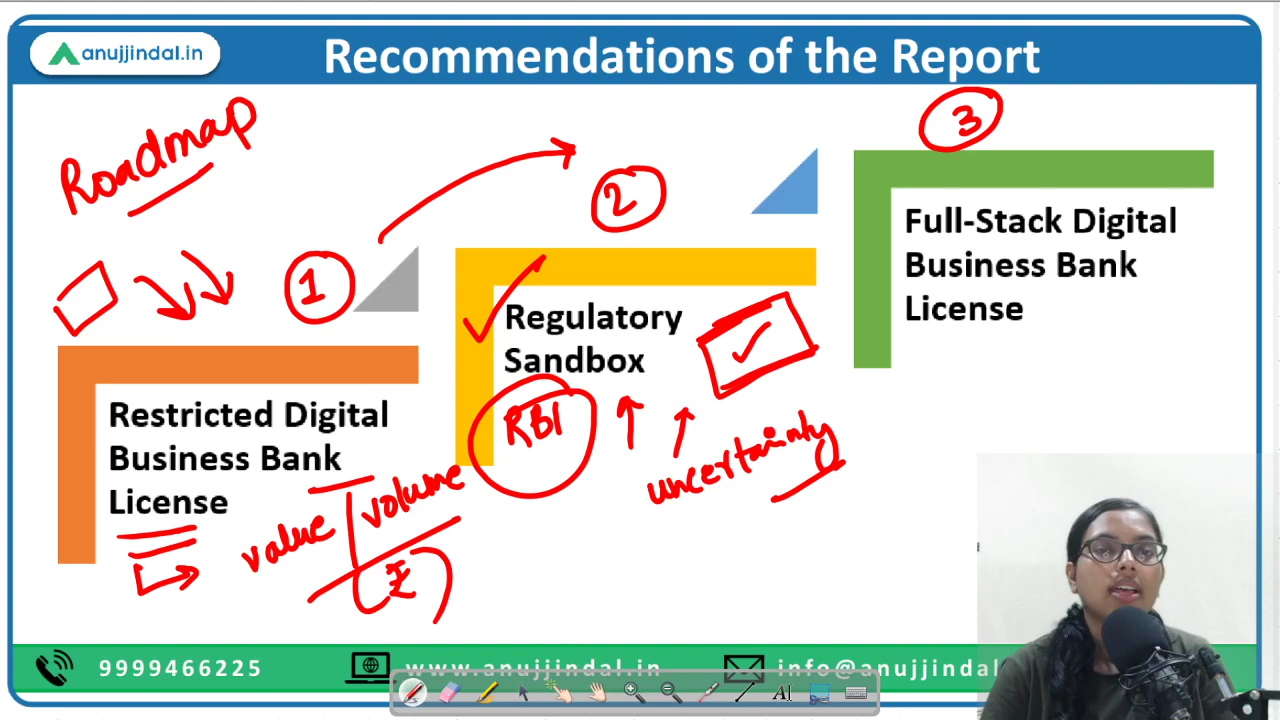 anujjindal.in
Recommendations of the Report
Roadmap
1
2
3
Restricted Digital
Business Bank
License
value / volume
(₹)
Regulatory
Sandbox
RBI
uncertainty
Full-Stack Digital
Business Bank
License
9999466225
www.anujjindal.in
info@anujjindal
A